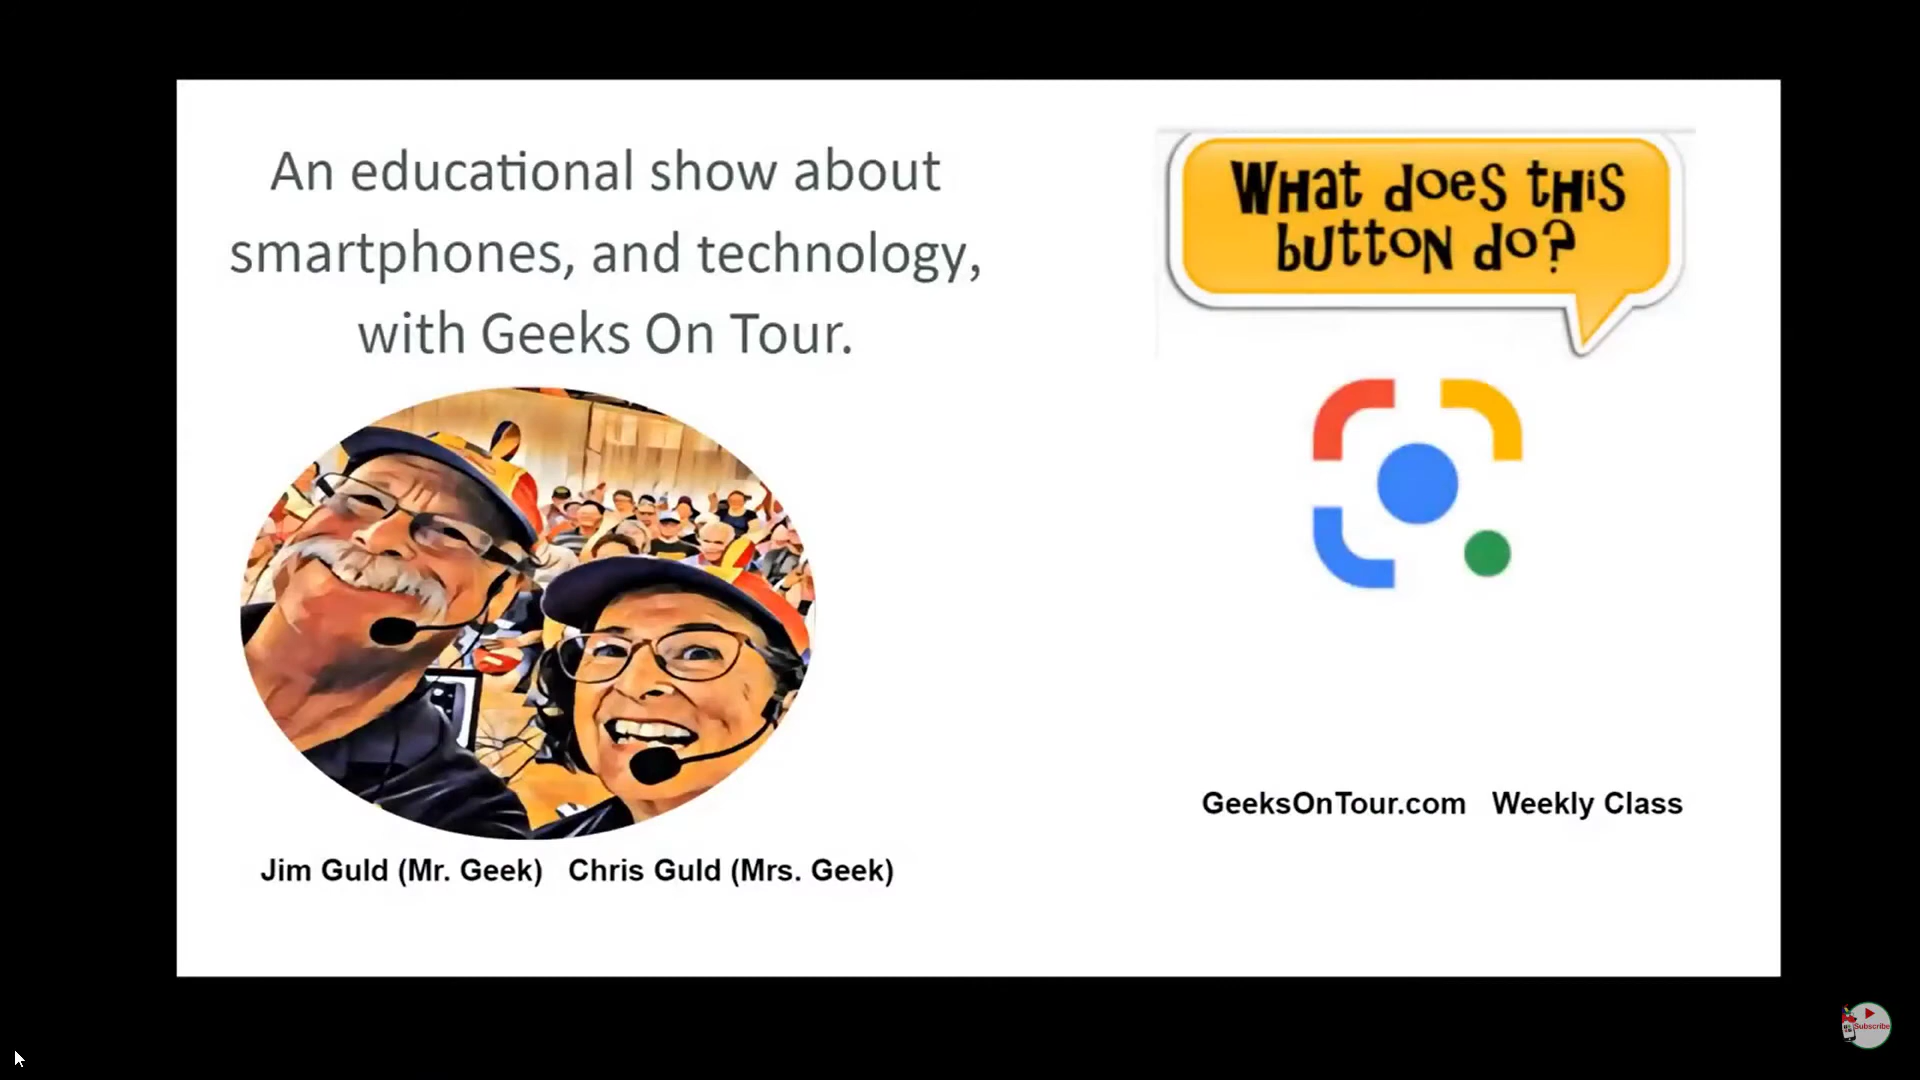 An educational show about
smartphones, and technology,
with Geeks On Tour.
What does this
button do?
GeeksOnTour.com Weekly Class
Jim Guld (Mr. Geek) Chris Guld (Mrs. Geek)
Subscribe